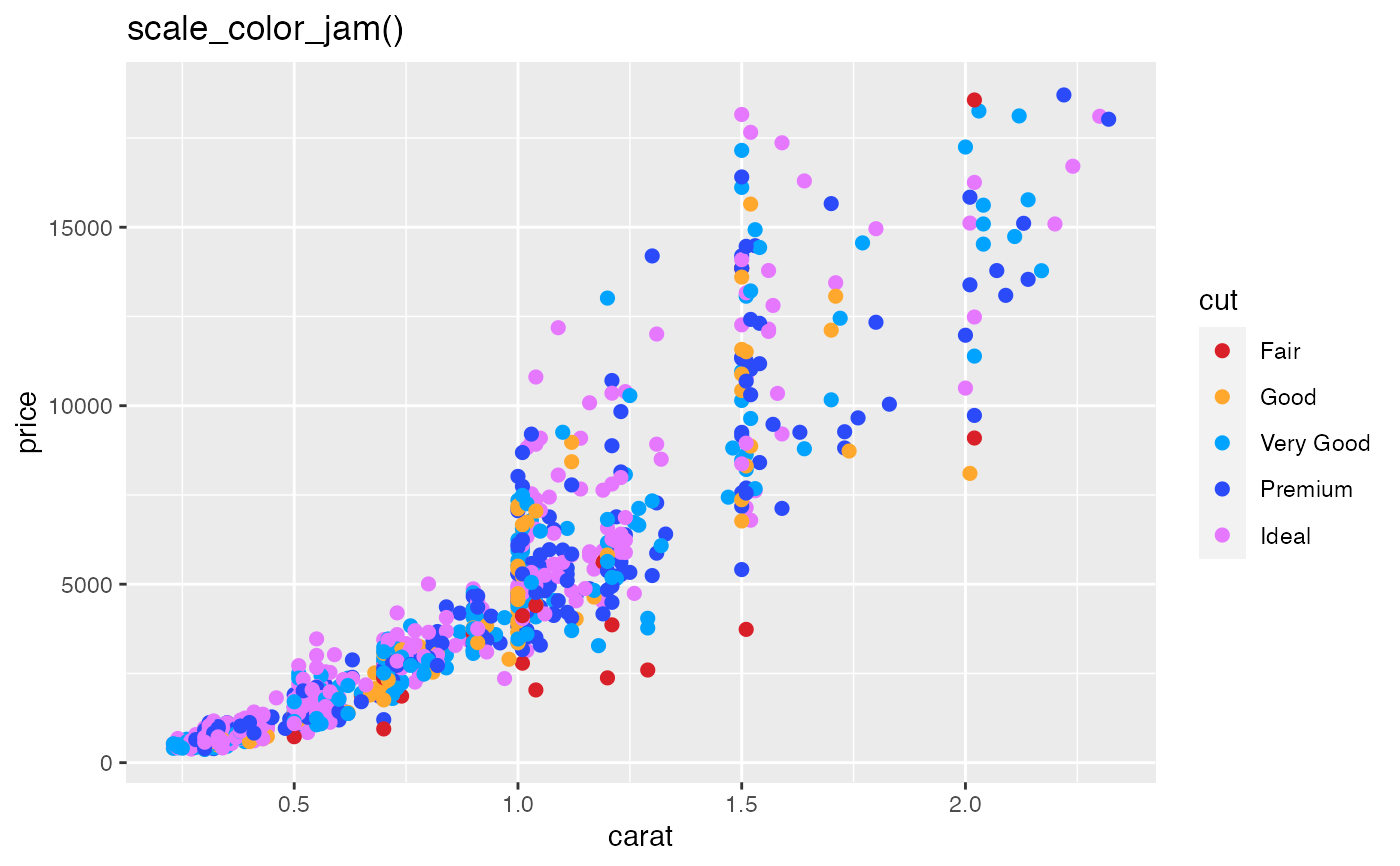 scale_color_jam()
price
15000
10000
5000
0
0.5
1.0
1.5
2.0
carat
cut
Fair
Good
Very Good
Premium
Ideal